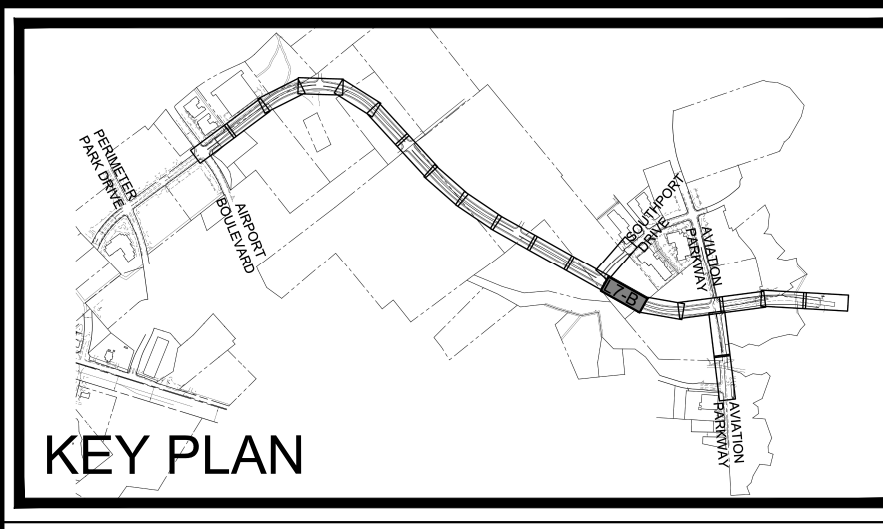 PERIMETER
PARK DRIVE
AIRPORT
BOULEVARD
SOUTHPORT
DRIVE
AVIATION
PARKWAY
7-B
AVIATION
PARKWAY
KEY PLAN